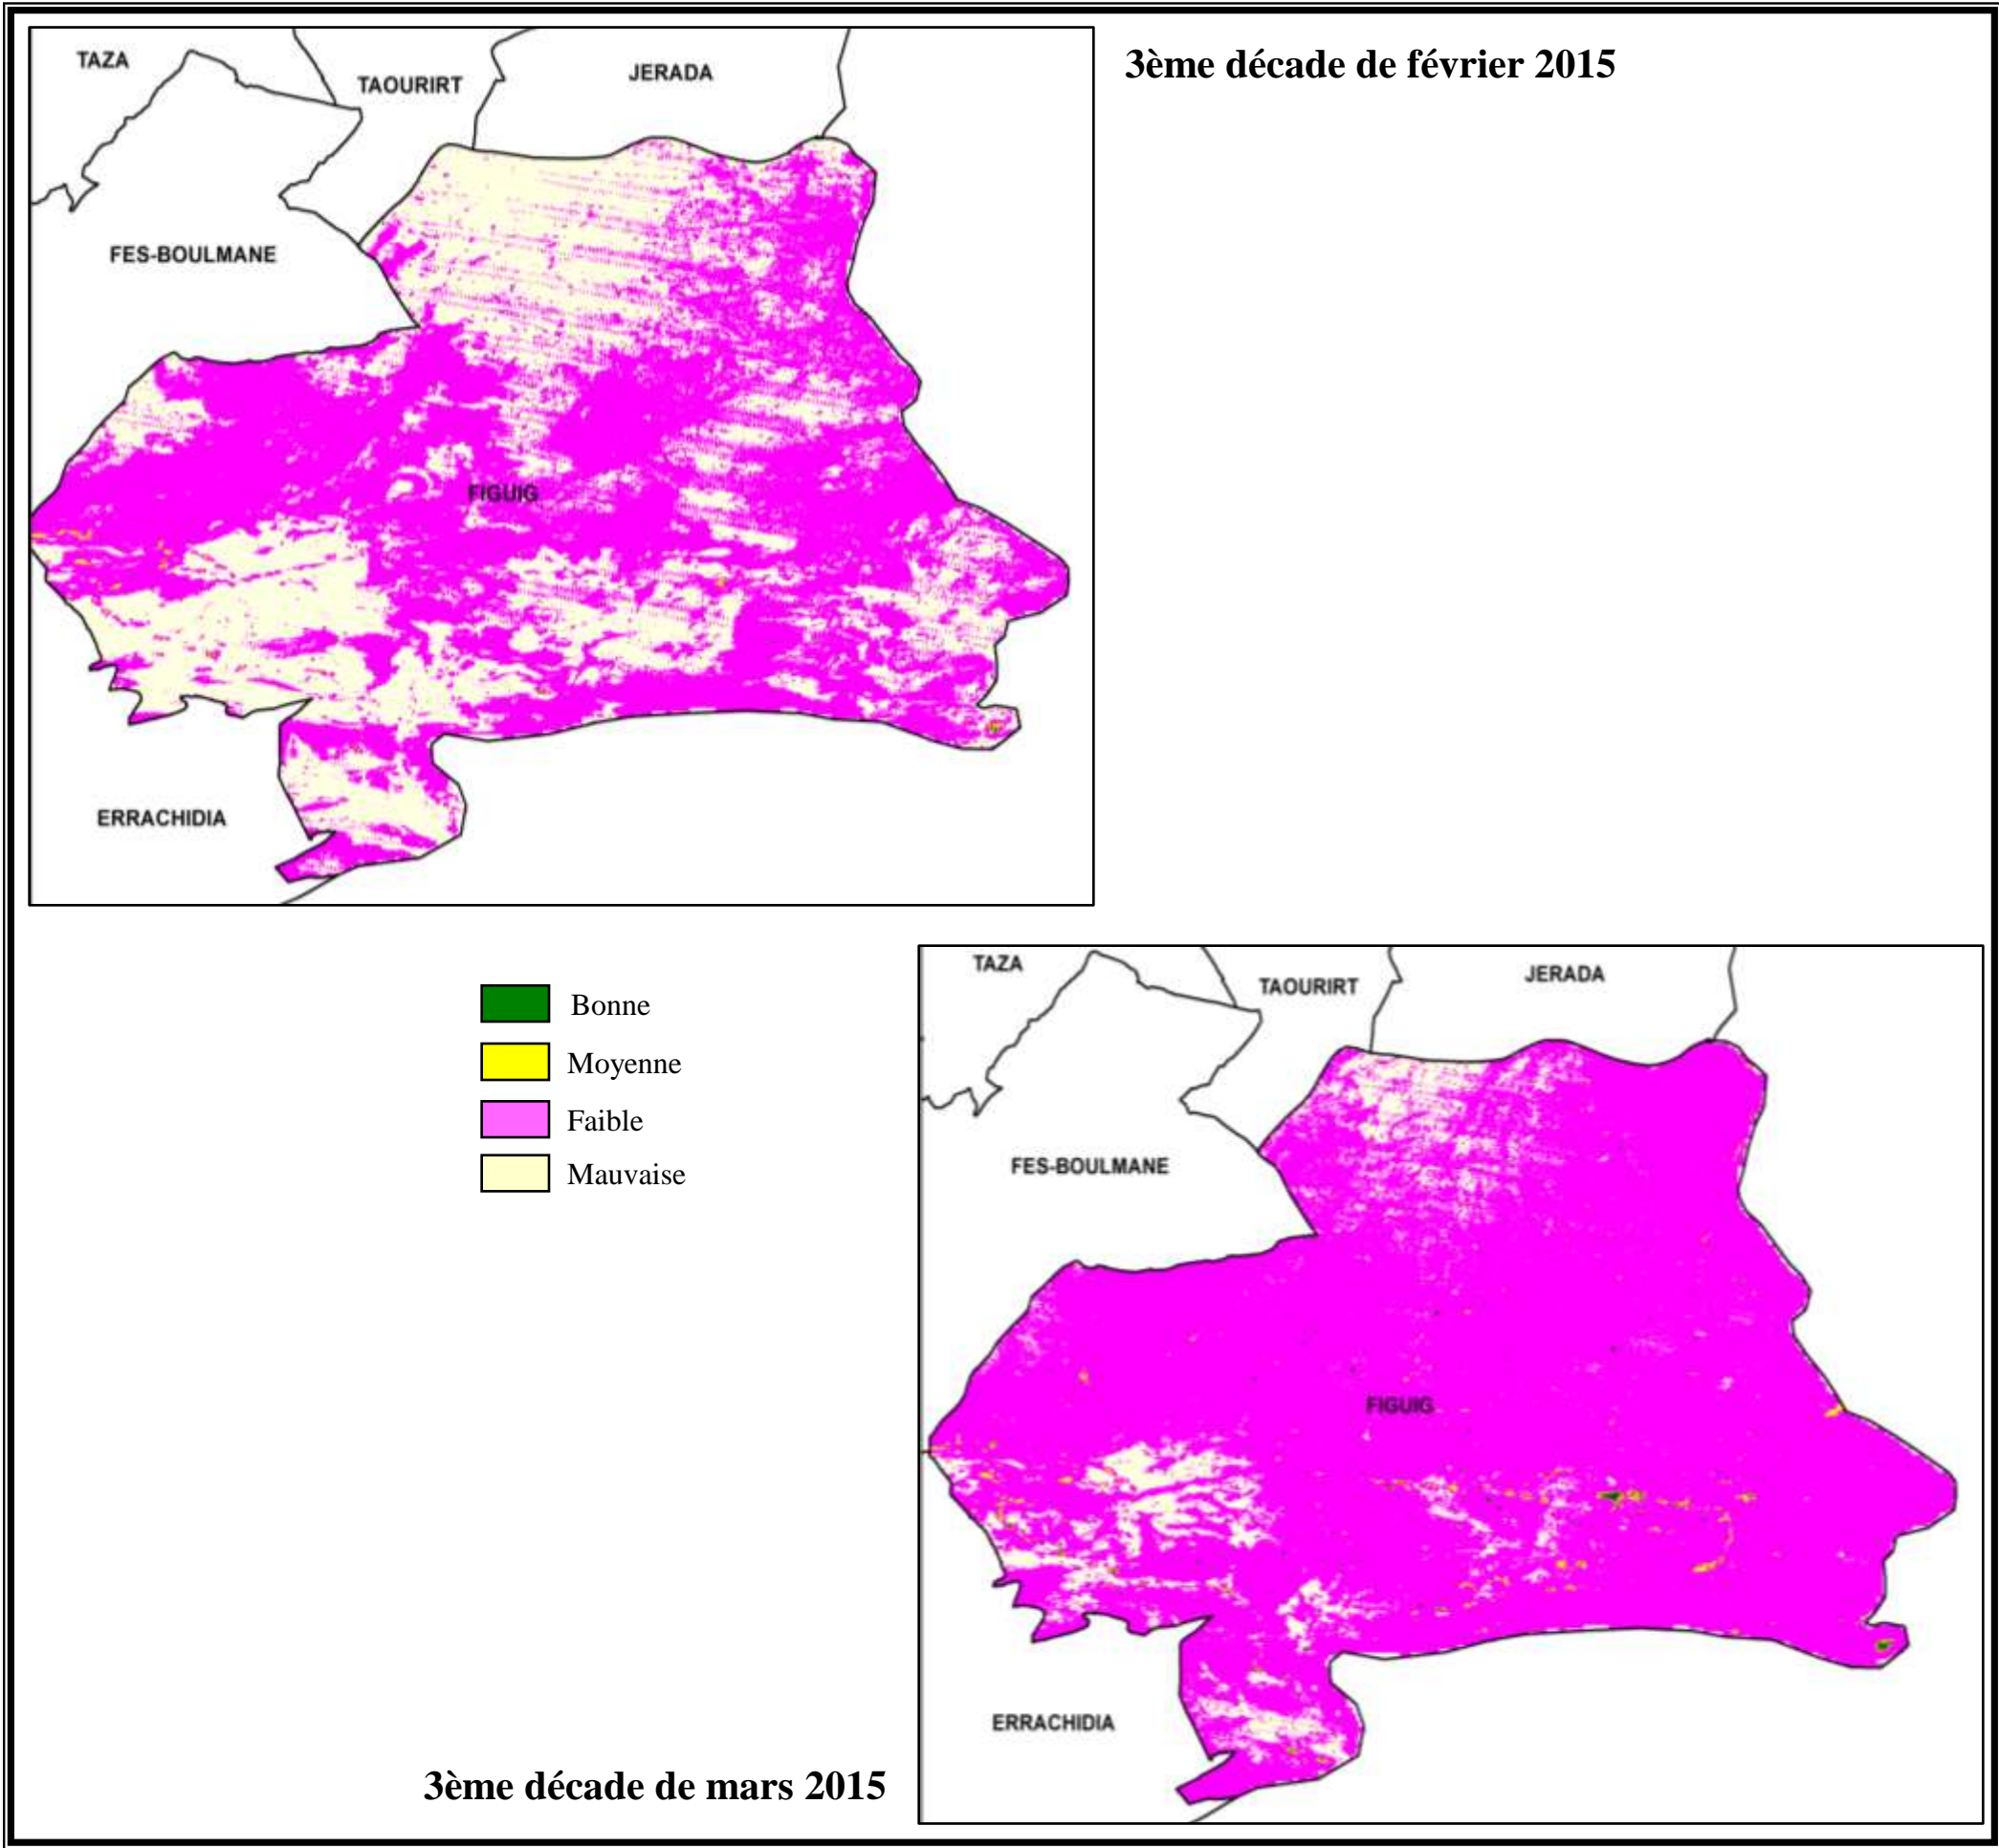 3ème décade de février 2015
TAZA
TAOURIRT
JERADA
FES-BOULMANE
FIGUIG
ERRACHIDIA
Bonne
Moyenne
Faible
Mauvaise
TAZA
TAOURIRT
JERADA
FES-BOULMANE
FIGUIG
ERRACHIDIA
3ème décade de mars 2015